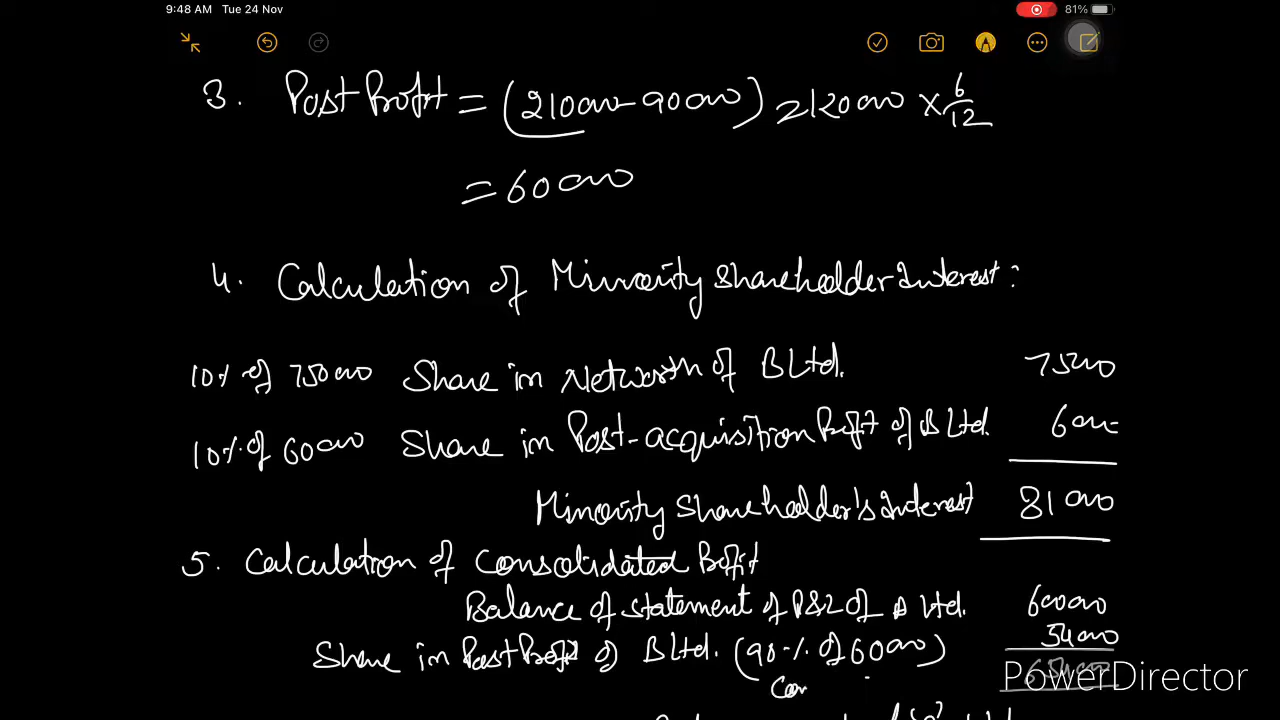 9:48 AM Tue 24 Nov 81%
3. Post Profit = (210000 - 90000) = 120000 × 6/12
= 60000
4. Calculation of Minority Shareholder Interest:
10% of 750000 Share in Networth of B Ltd. 75000
10% of 60000 Share in Post-acquisition Profit of B Ltd. 6000
Minority Shareholder's Interest 81000
5. Calculation of Consolidated Profit
Balance of statement of P&L of A Ltd. 600000
Share in Post Profit of B Ltd. (90% of 60000) 54000
654000
PowerDirector